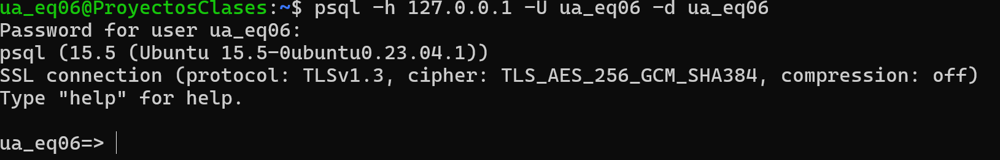 ua_eq06@ProyectosClases:~$ psql -h 127.0.0.1 -U ua_eq06 -d ua_eq06
Password for user ua_eq06:
psql (15.5 (Ubuntu 15.5-0ubuntu0.23.04.1))
SSL connection (protocol: TLSv1.3, cipher: TLS_AES_256_GCM_SHA384, compression: off)
Type "help" for help.
ua_eq06=>